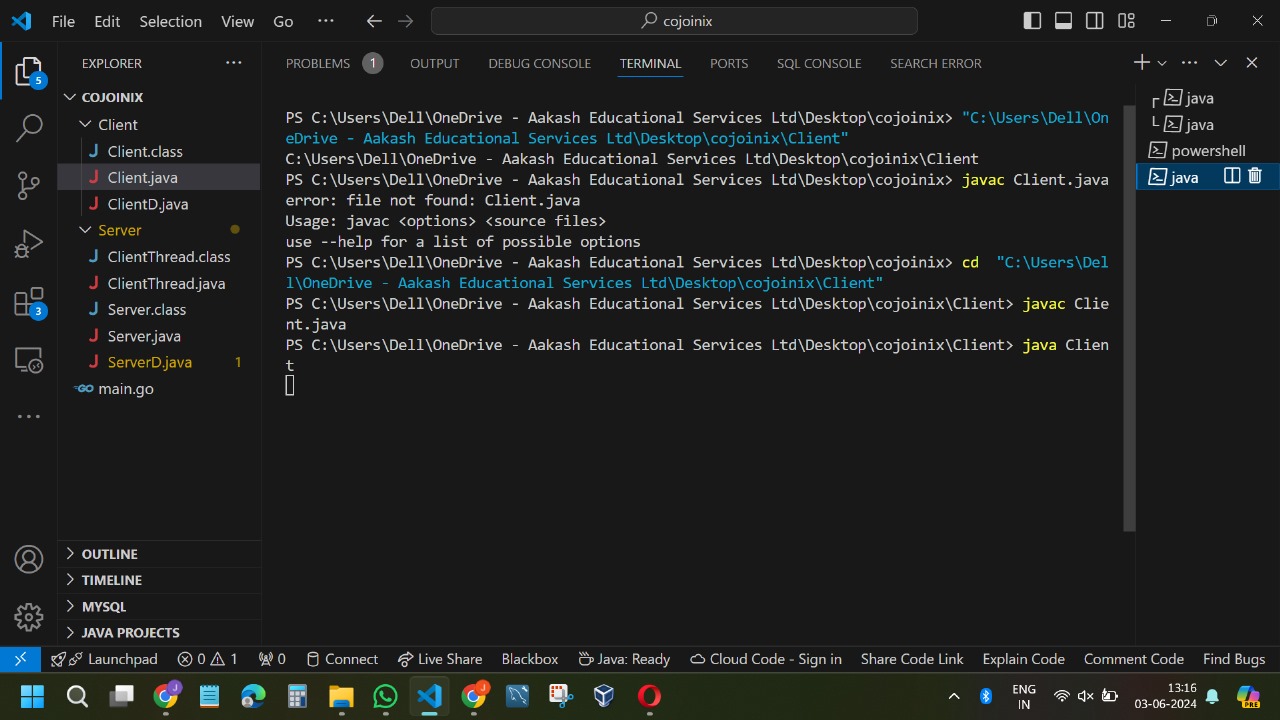 File Edit Selection View Go ··· cojoinix
EXPLORER ···
PROBLEMS 1 OUTPUT DEBUG CONSOLE TERMINAL PORTS SQL CONSOLE SEARCH ERROR
5
COJOINIX
Client
Client.class
Client.java
ClientD.java
Server
ClientThread.class
ClientThread.java
Server.class
3
Server.java
ServerD.java 1
main.go
OUTLINE
TIMELINE
MYSQL
JAVA PROJECTS
PS C:\Users\Dell\OneDrive - Aakash Educational Services Ltd\Desktop\cojoinix> "C:\Users\Dell\On
eDrive - Aakash Educational Services Ltd\Desktop\cojoinix\Client"
C:\Users\Dell\OneDrive - Aakash Educational Services Ltd\Desktop\cojoinix\Client
PS C:\Users\Dell\OneDrive - Aakash Educational Services Ltd\Desktop\cojoinix> javac Client.java
error: file not found: Client.java
Usage: javac <options> <source files>
use --help for a list of possible options
PS C:\Users\Dell\OneDrive - Aakash Educational Services Ltd\Desktop\cojoinix> cd  "C:\Users\Del
l\OneDrive - Aakash Educational Services Ltd\Desktop\cojoinix\Client"
PS C:\Users\Dell\OneDrive - Aakash Educational Services Ltd\Desktop\cojoinix\Client> javac Clie
nt.java
PS C:\Users\Dell\OneDrive - Aakash Educational Services Ltd\Desktop\cojoinix\Client> java Clien
t
java
java
powershell
java
Launchpad 0 1 0 Connect Live Share Blackbox Java: Ready Cloud Code - Sign in Share Code Link Explain Code Comment Code Find Bugs
J J ENG
IN
13:16
03-06-2024
PRE